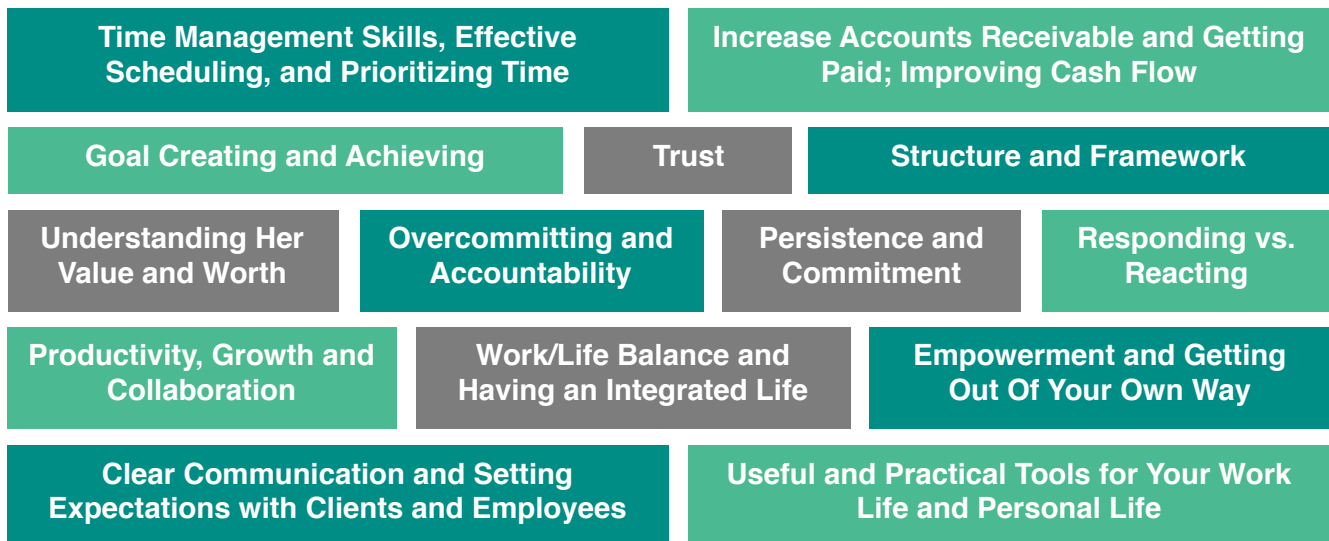 Time Management Skills, Effective
Scheduling, and Prioritizing Time
Increase Accounts Receivable and Getting
Paid; Improving Cash Flow
Goal Creating and Achieving
Trust
Structure and Framework
Understanding Her
Value and Worth
Overcommitting and
Accountability
Persistence and
Commitment
Responding vs.
Reacting
Productivity, Growth and
Collaboration
Work/Life Balance and
Having an Integrated Life
Empowerment and Getting
Out Of Your Own Way
Clear Communication and Setting
Expectations with Clients and Employees
Useful and Practical Tools for Your Work
Life and Personal Life